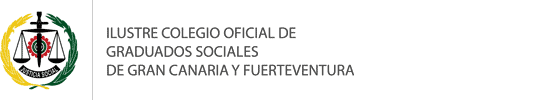 JUSTICIA SOCIAL
ILUSTRE COLEGIO OFICIAL DE
GRADUADOS SOCIALES
DE GRAN CANARIA Y FUERTEVENTURA